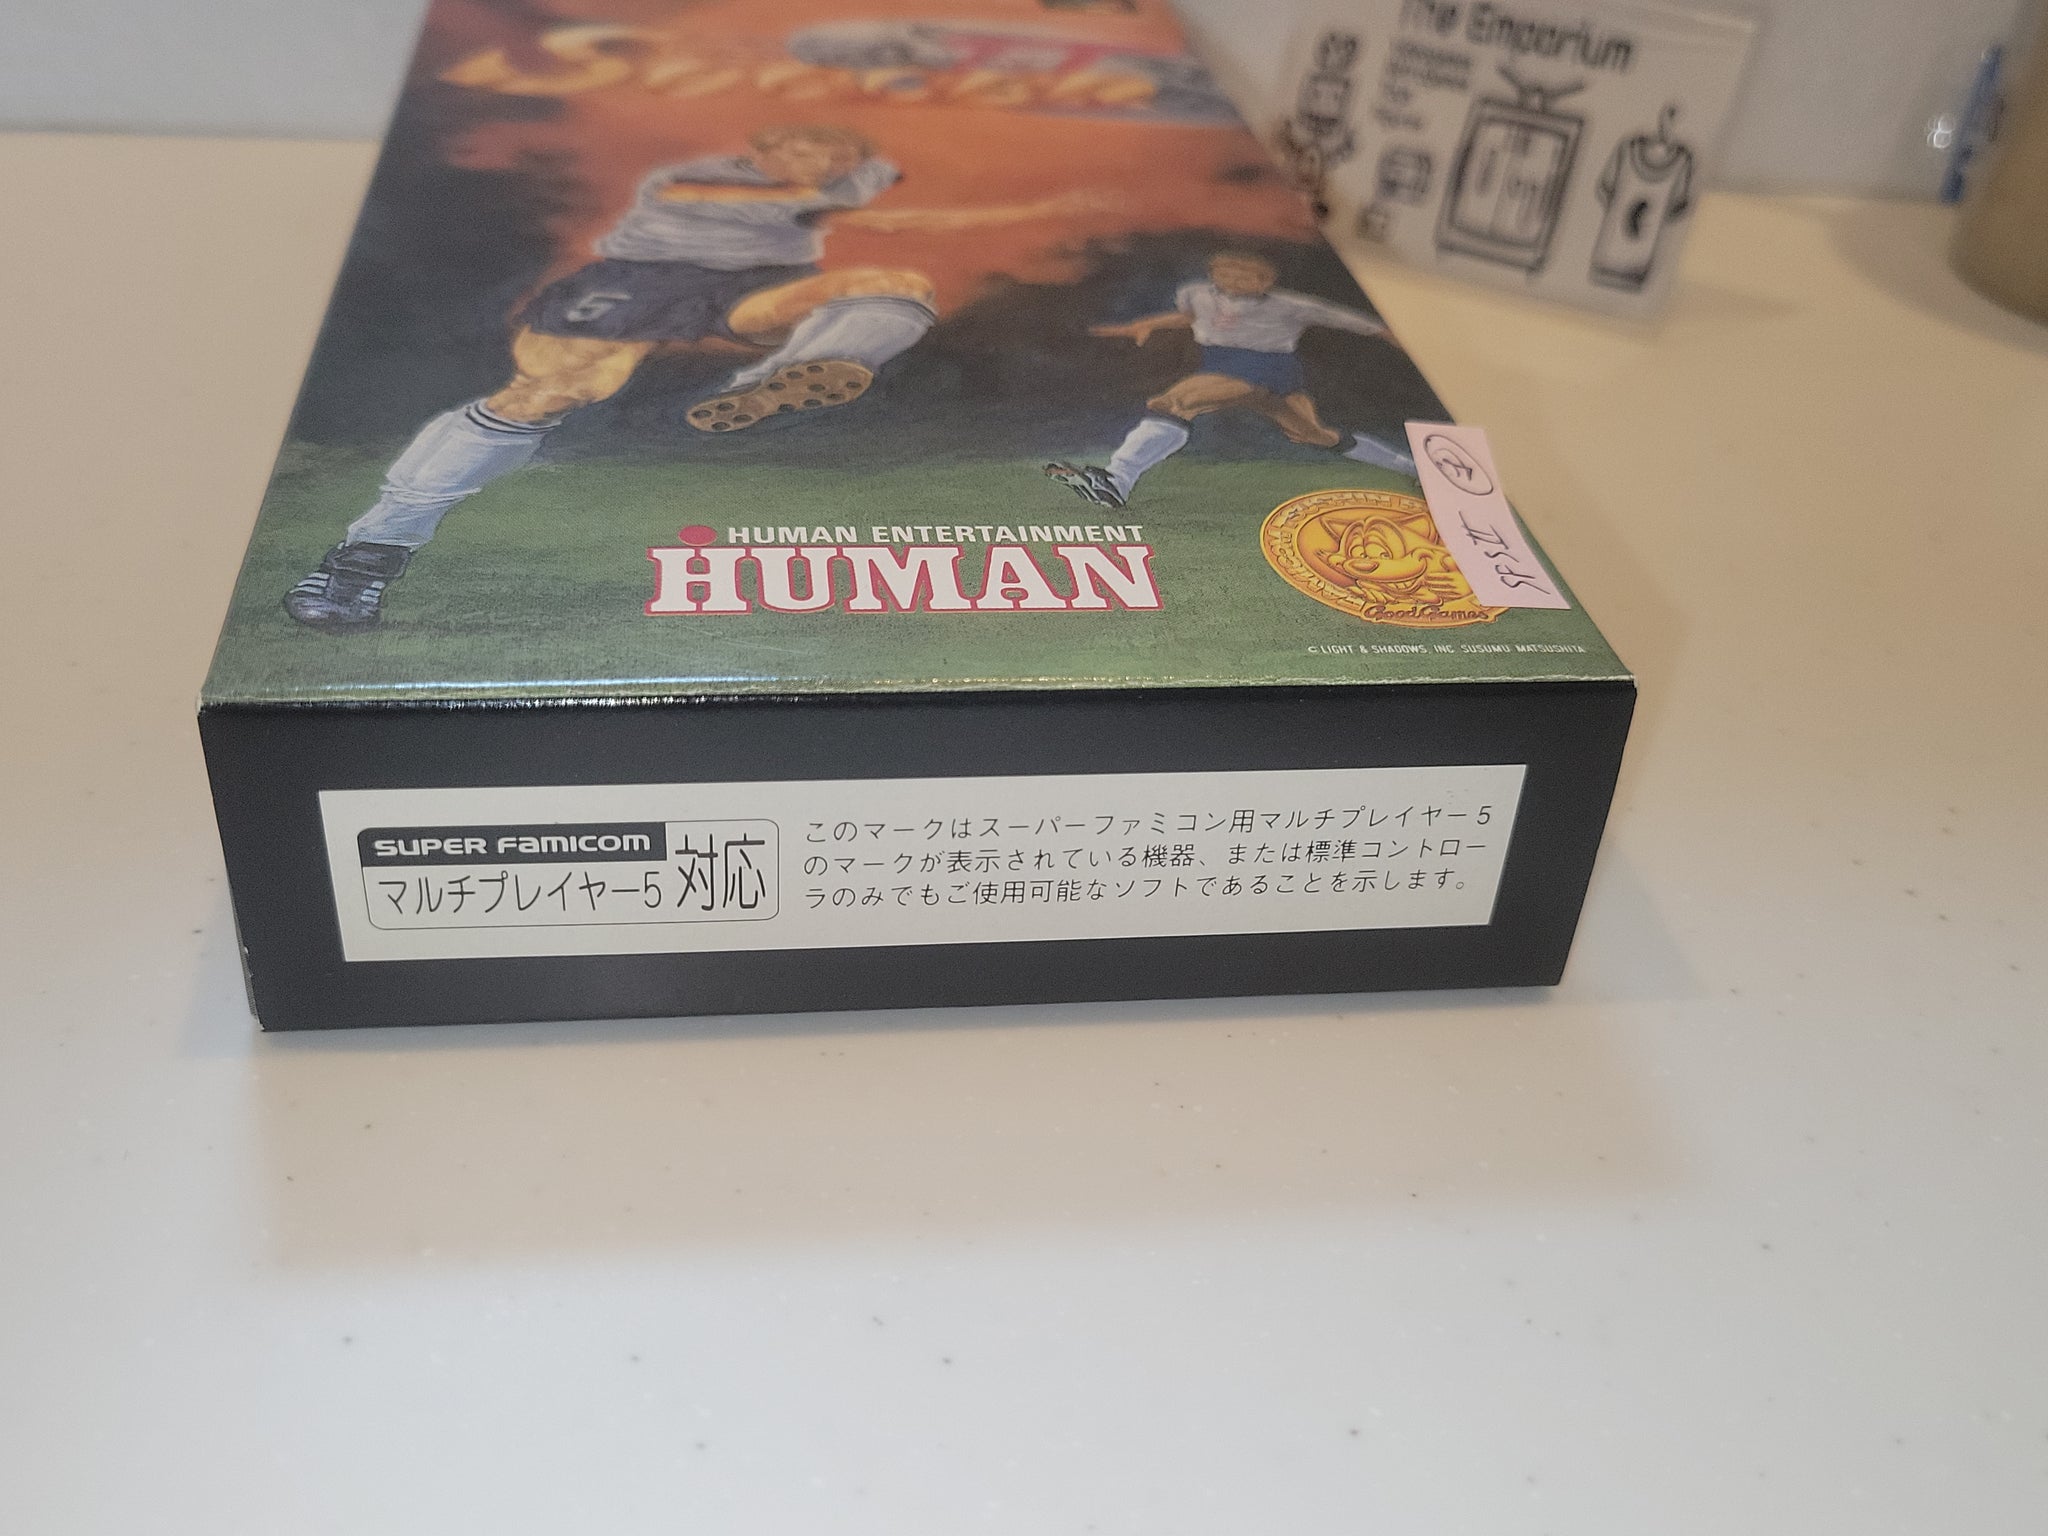 The Emporium
5
HUMAN ENTERTAINMENT
HUMAN
E
SFS II
Good Games
© LIGHT & SHADOWS, INC SUSUMU MATSUSHITA
SUPER FAMICOM
マルチプレイヤー5 対応
このマークはスーパーファミコン用マルチプレイヤー5
のマークが表示されている機器、または標準コントロー
ラのみでもご使用可能なソフトであることを示します。